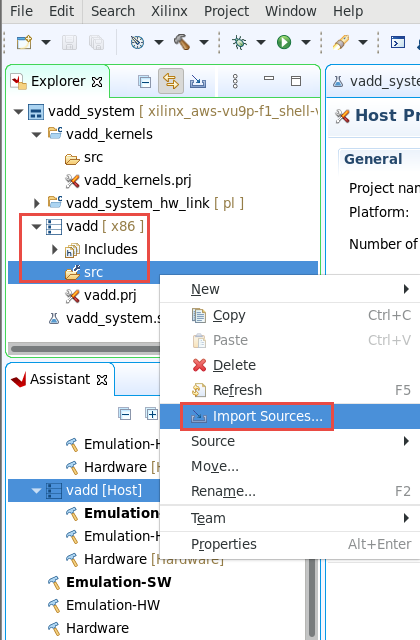 Edit Search Xilinx Project Window Help
Explorer
vadd_system [ xilinx_aws-vu9p-f1_shell-v
vadd_kernels
src
vadd_kernels.prj
vadd_system_hw_link [ pl ]
vadd [ x86 ]
Includes
src
vadd.prj
vadd_system.s
vadd_syste
Host Pr
General
Project nam
Platform:
Number of
New
Copy Ctrl+C
Paste Ctrl+V
Delete
Refresh F5
Import Sources...
Source
Move...
Rename... F2
Team
Properties Alt+Enter
Assistant
Emulation-H
Hardware [H
vadd [Host]
Emulation-
Emulation-H
Hardware [Hardware]
Emulation-SW
Emulation-HW
Hardware